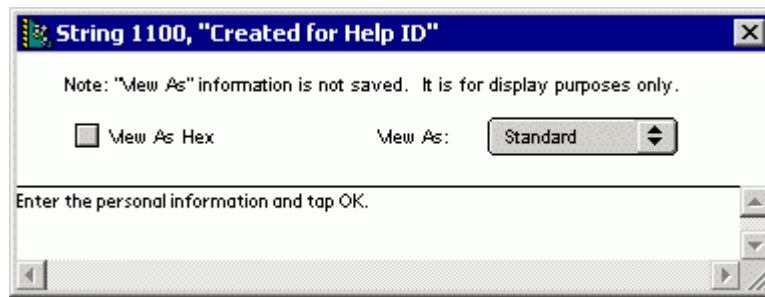 String 1100, "Created for Help ID"
Note: "View As" information is not saved. It is for display purposes only.
View As Hex View As: Standard
Enter the personal information and tap OK.